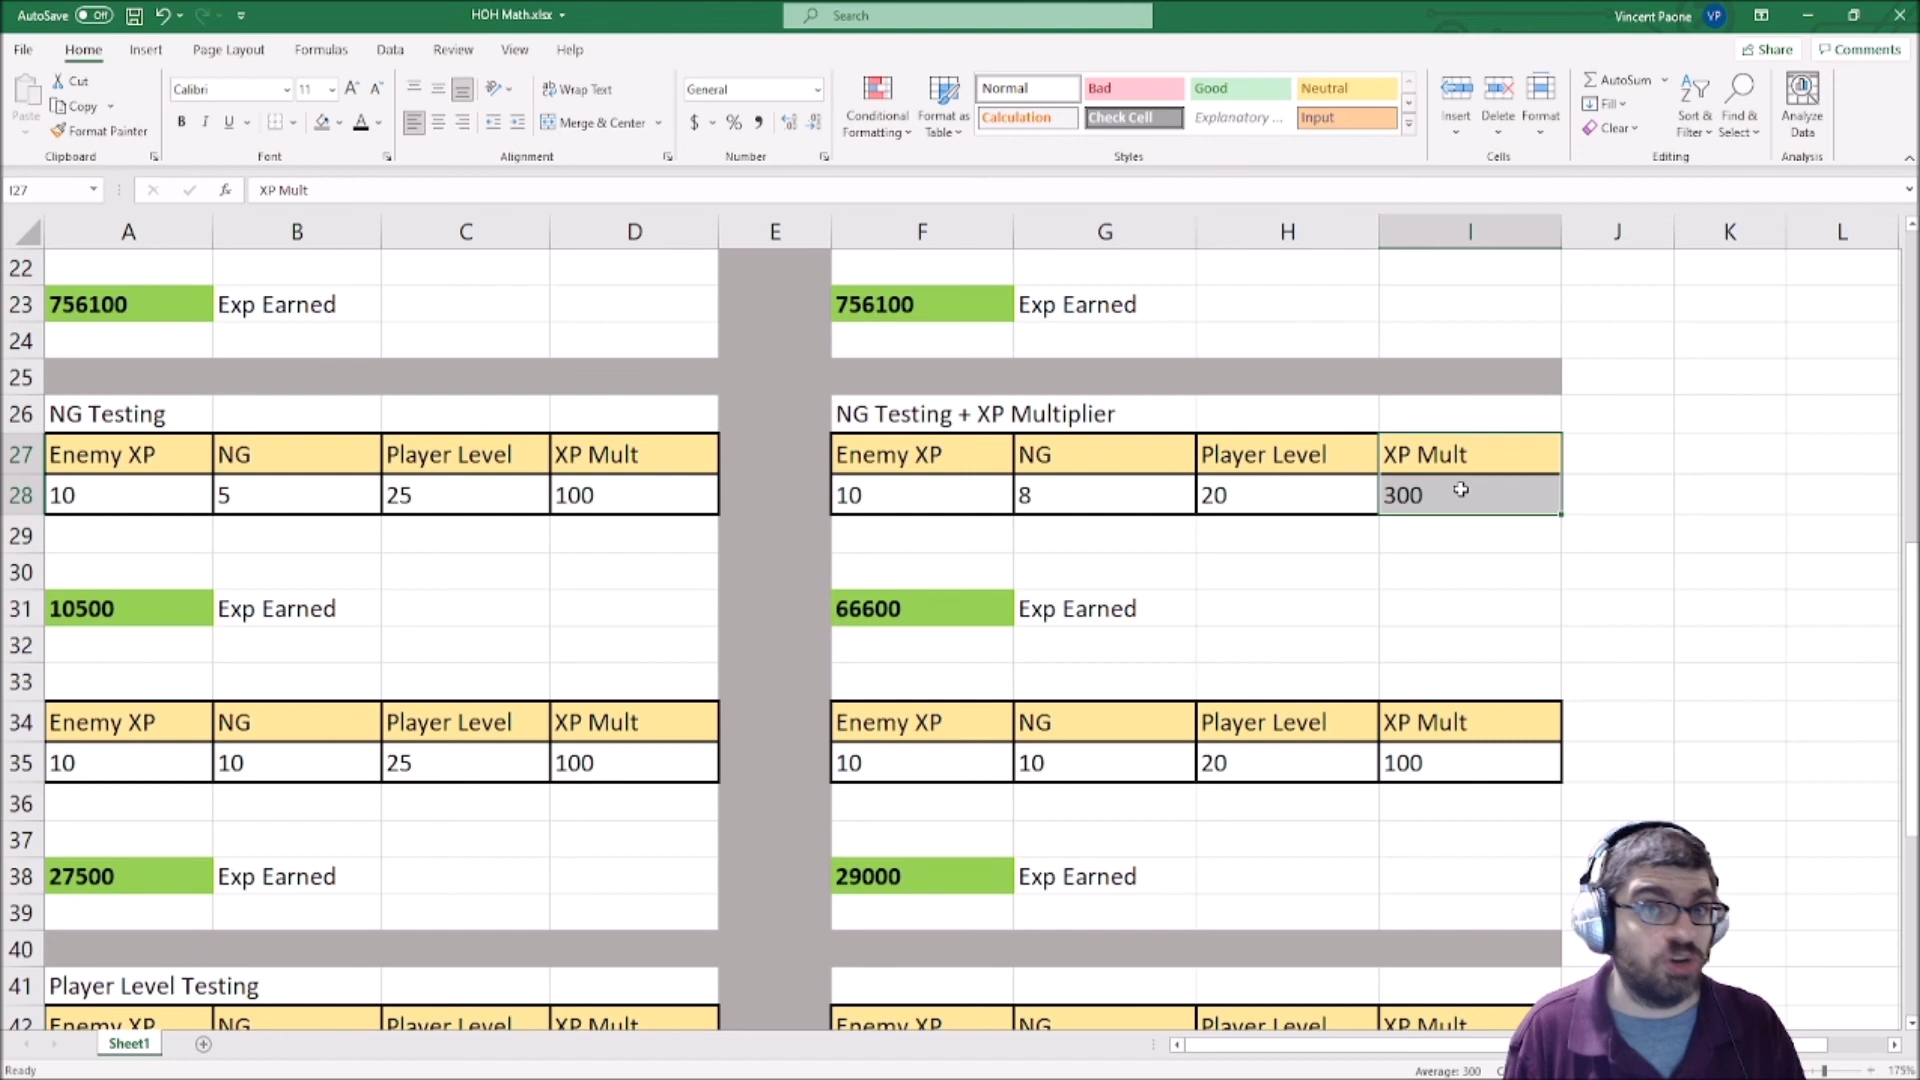 AutoSave Off HOH Math.xlsx Search Vincent Paone VP
File Home Insert Page Layout Formulas Data Review View Help Share Comments
Paste Cut Copy Format Painter Clipboard
Calibri 11 B I U A Font
Wrap Text Merge & Center Alignment
General $ % Number
Conditional Formatting Format as Table
Normal Bad Good Neutral
Calculation Check Cell Explanatory ... Input
Styles
Insert Delete Format Cells
AutoSum Fill Clear Sort & Filter Find & Select Editing
Analyze Data Analysis
I27 fx XP Mult
A B C D E F G H I J K L
22
23 756100 Exp Earned 756100 Exp Earned
24
25
26 NG Testing NG Testing + XP Multiplier
27 Enemy XP NG Player Level XP Mult Enemy XP NG Player Level XP Mult
28 10 5 25 100 10 8 20 300
29
30
31 10500 Exp Earned 66600 Exp Earned
32
33
34 Enemy XP NG Player Level XP Mult Enemy XP NG Player Level XP Mult
35 10 10 25 100 10 10 20 100
36
37
38 27500 Exp Earned 29000 Exp Earned
39
40
41 Player Level Testing
42 Enemy XP NG Player Level XP Mult Enemy XP NG Player Level XP Mult
Sheet1
Ready Average: 300 175%